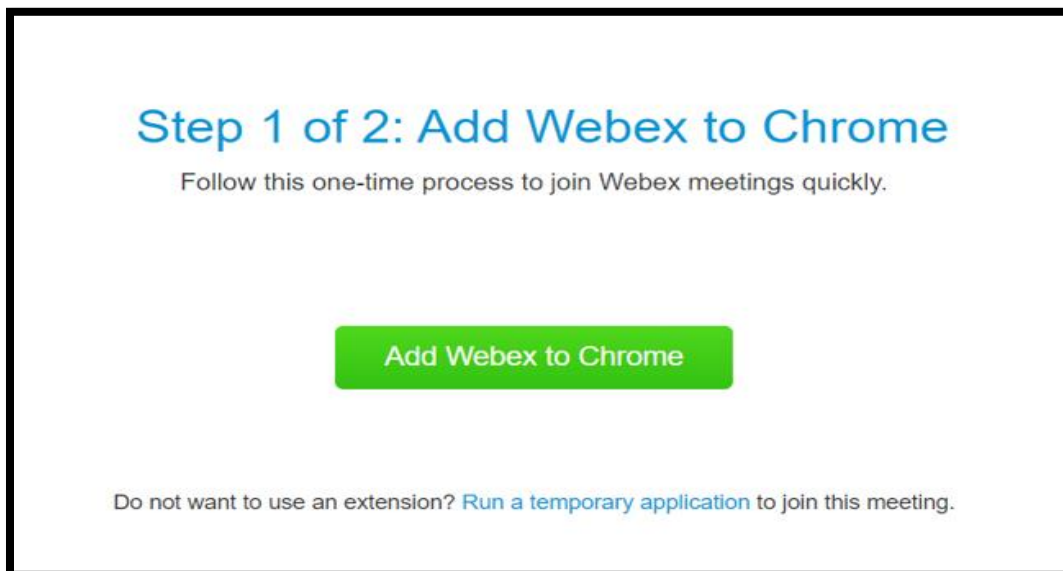 Step 1 of 2: Add Webex to Chrome
Follow this one-time process to join Webex meetings quickly.
Add Webex to Chrome
Do not want to use an extension? Run a temporary application to join this meeting.